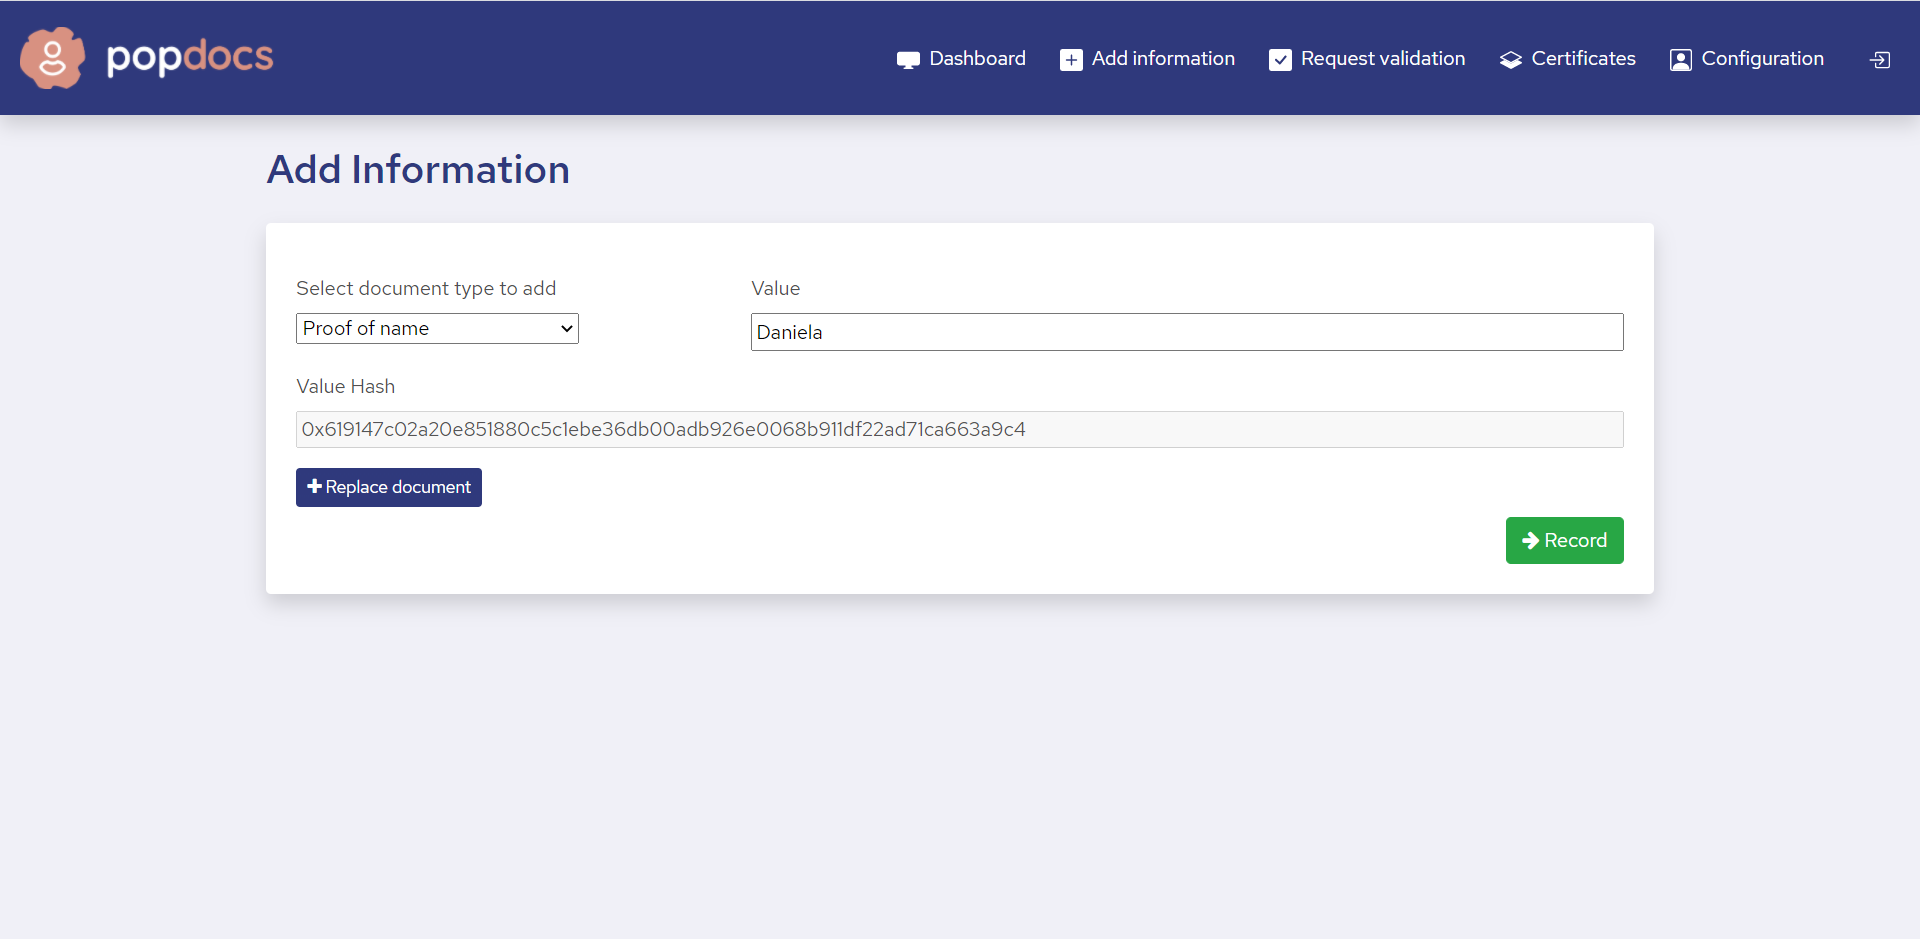 popdocs
Dashboard Add information Request validation Certificates Configuration
Add Information
Select document type to add Value
Proof of name Daniela
Value Hash
0x619147c02a20e851880c5c1ebe36db00adb926e0068b911df22ad71ca663a9c4
Replace document
Record